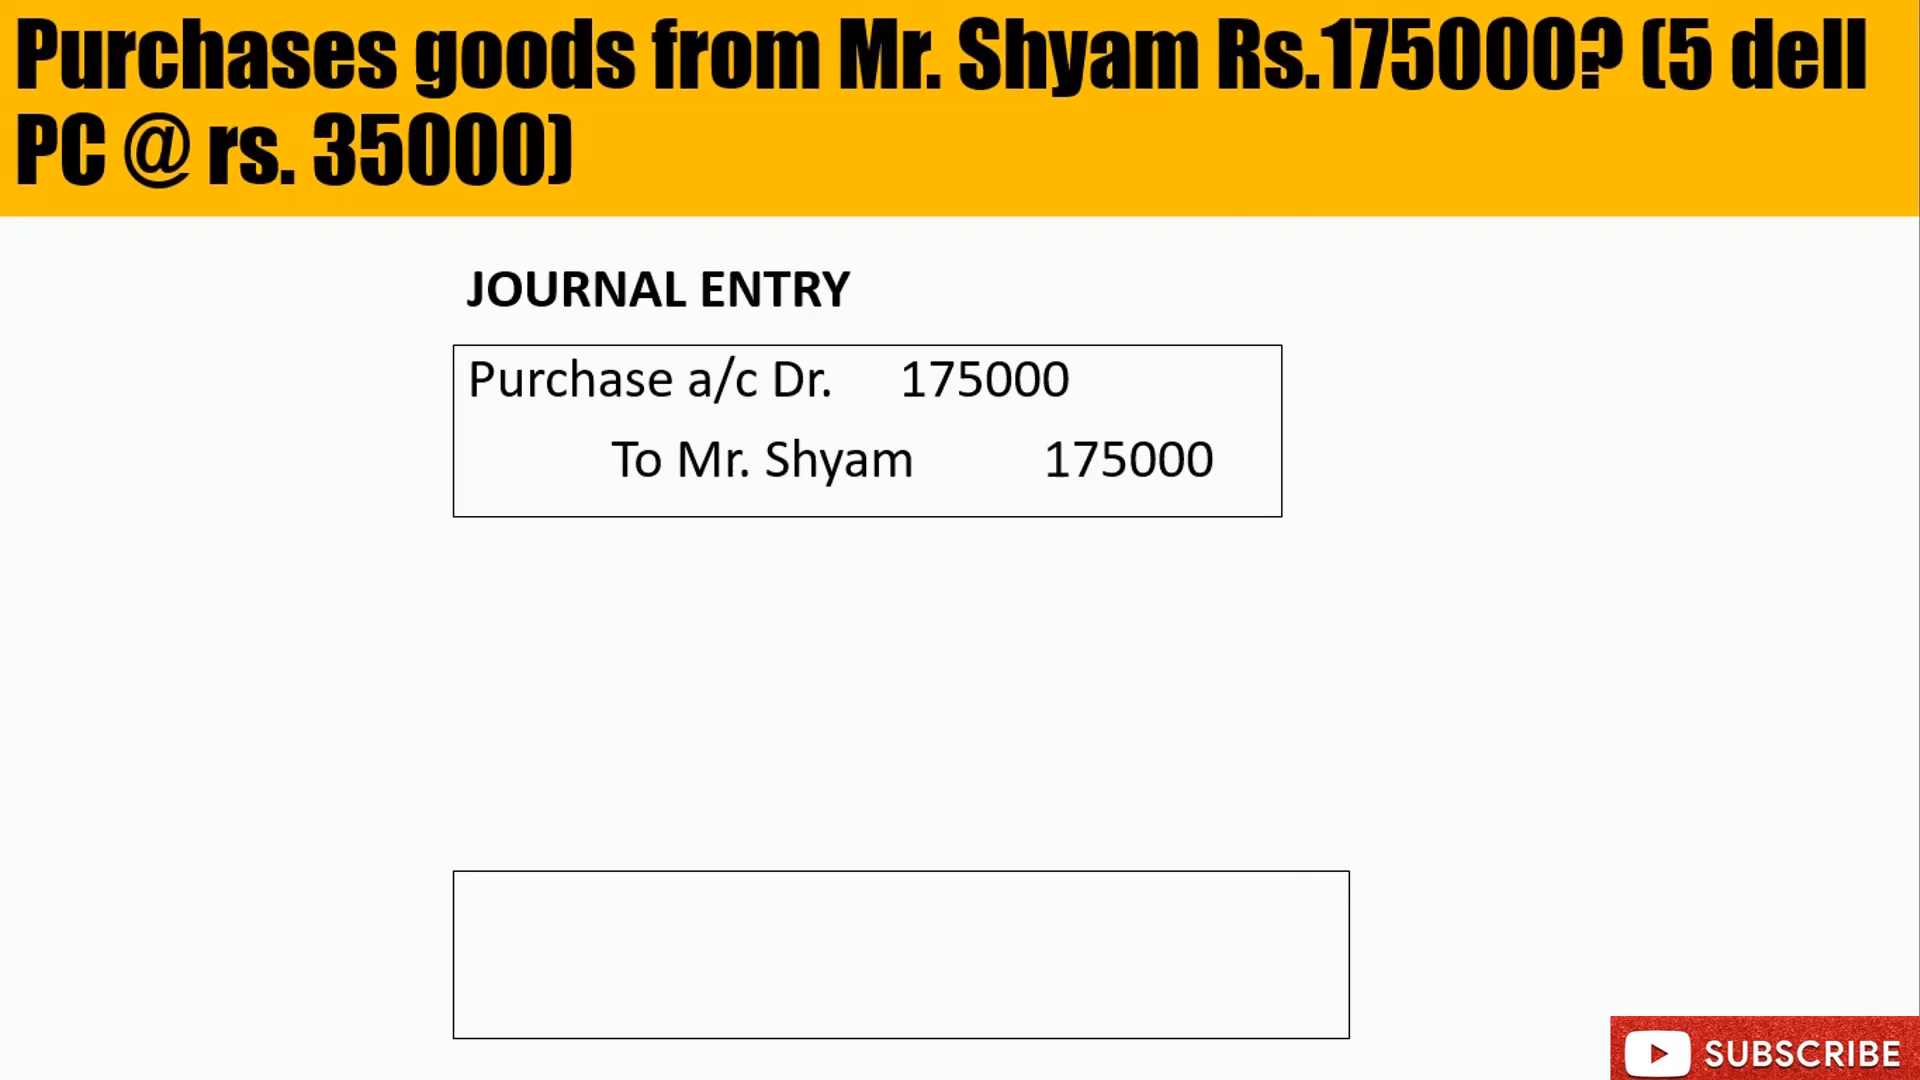 Purchases goods from Mr. Shyam Rs.175000? (5 dell
PC @ rs. 35000)
JOURNAL ENTRY
Purchase a/c Dr. 175000
To Mr. Shyam 175000
SUBSCRIBE